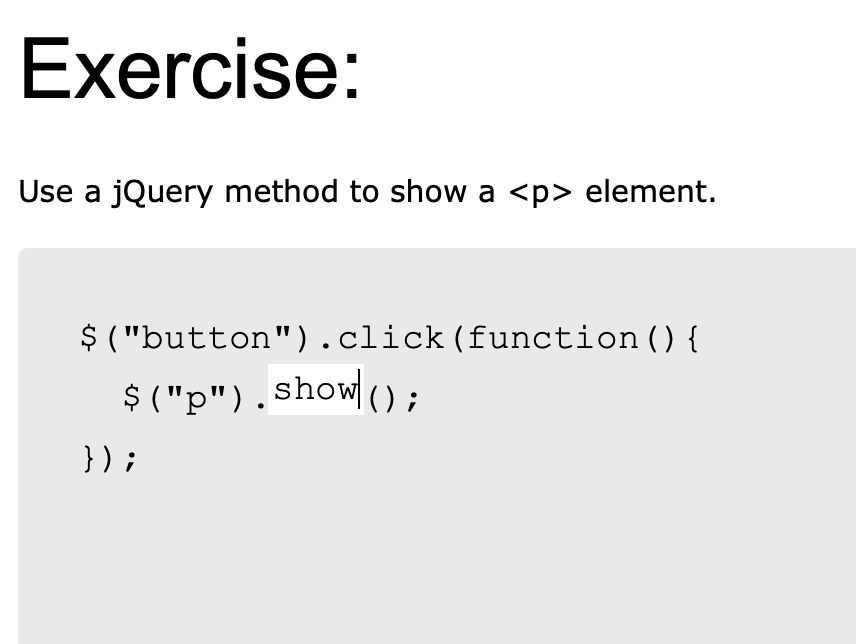 Exercise:
Use a jQuery method to show a <p> element.
$("button").click(function(){
$("p").show();
});